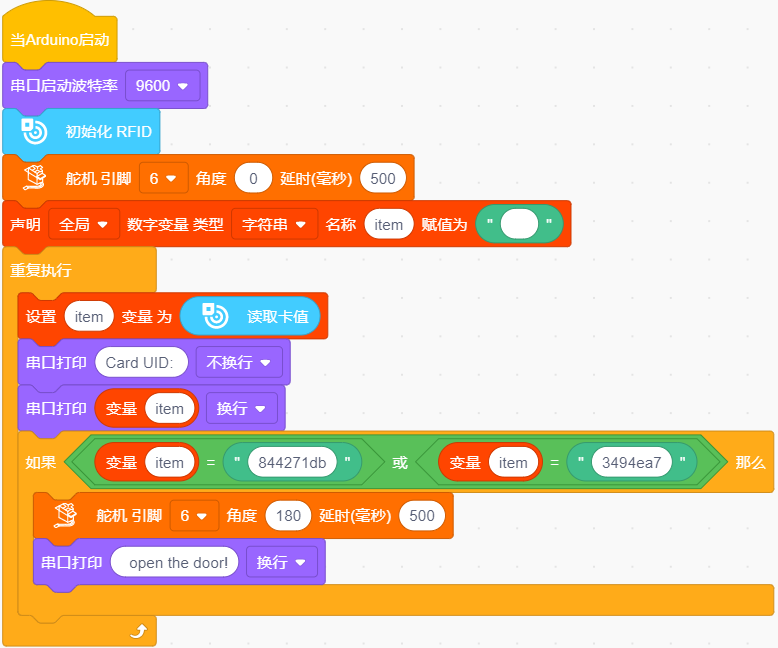 当Arduino启动
串口启动波特率 9600
初始化 RFID
舵机 引脚 6 角度 0 延时(毫秒) 500
声明 全局 数字变量 类型 字符串 名称 item 赋值为 " "
重复执行
设置 item 变量 为 读取卡值
串口打印 Card UID: 不换行
串口打印 变量 item 换行
如果 变量 item = " 844271db " 或 变量 item = " 3494ea7 " 那么
舵机 引脚 6 角度 180 延时(毫秒) 500
串口打印 open the door! 换行